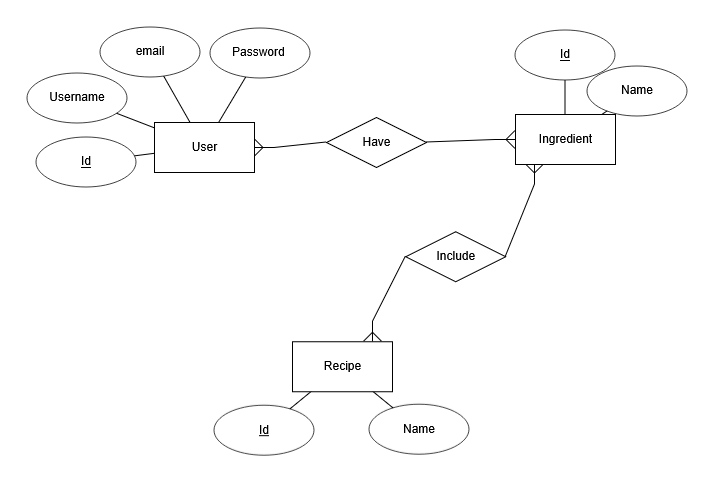 email
Password
Id
Username
Name
User
Have
Ingredient
Id
Include
Recipe
Id
Name